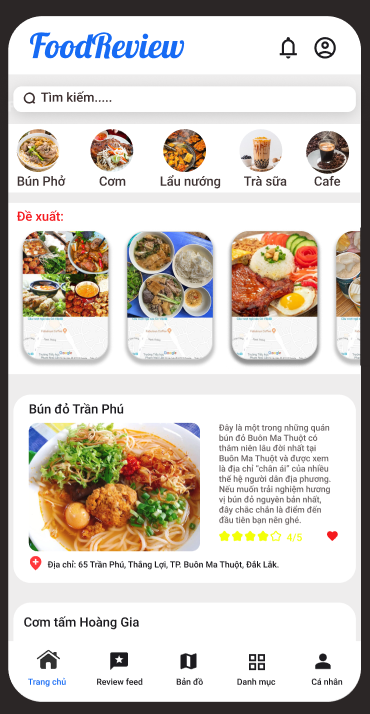 FoodReview
Tìm kiếm.....
Bún Phở Cơm Lẩu nướng Trà sữa Cafe
Đề xuất:
Google Google Google
Bún đỏ Trần Phú
Đây là một trong những quán
bún đỏ Buôn Ma Thuột có
thâm niên lâu đời nhất tại
Buôn Ma Thuột và được xem
là địa chỉ “chân ái” của nhiều
thế hệ người dân địa phương.
Nếu muốn trải nghiệm hương
vị bún đỏ nguyên bản nhất,
đây chắc chắn là điểm đến
đầu tiên bạn nên ghé.
4/5
Địa chỉ: 65 Trần Phú, Thắng Lợi, TP. Buôn Ma Thuột, Đắk Lắk.
Cơm tấm Hoàng Gia
Trang chủ Review feed Bản đồ Danh mục Cá nhân